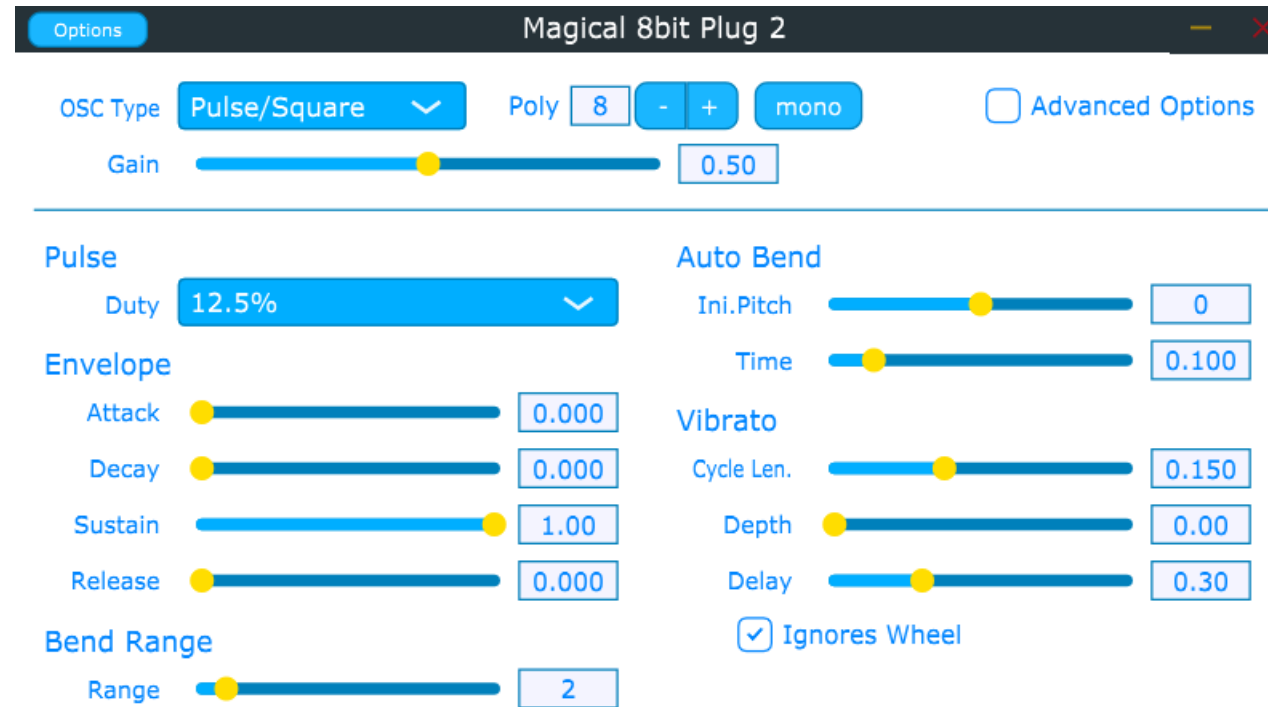 Options
Magical 8bit Plug 2
OSC Type Pulse/Square Poly 8 - + mono Advanced Options
Gain 0.50
Pulse
Duty 12.5%
Envelope
Attack 0.000
Decay 0.000
Sustain 1.00
Release 0.000
Bend Range
Range 2
Auto Bend
Ini.Pitch 0
Time 0.100
Vibrato
Cycle Len. 0.150
Depth 0.00
Delay 0.30
Ignores Wheel